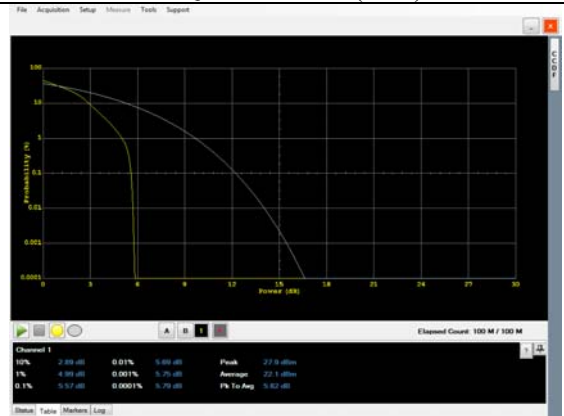 File Acquisition Setup Measure Tools Support
CCDF
100
10
1
0.1
0.01
0.001
0.0001
Probability (%)
0 3 6 9 12 15 18 21 24 27 30
Power (dB)
A B 1
Elapsed Count: 100 M / 100 M
Channel 1
10% 2.89 dB 0.01% 5.69 dB Peak 27.9 dBm
1% 4.99 dB 0.001% 5.75 dB Average 22.1 dBm
0.1% 5.57 dB 0.0001% 5.79 dB Pk To Avg 5.82 dB
Status Table Markers Log